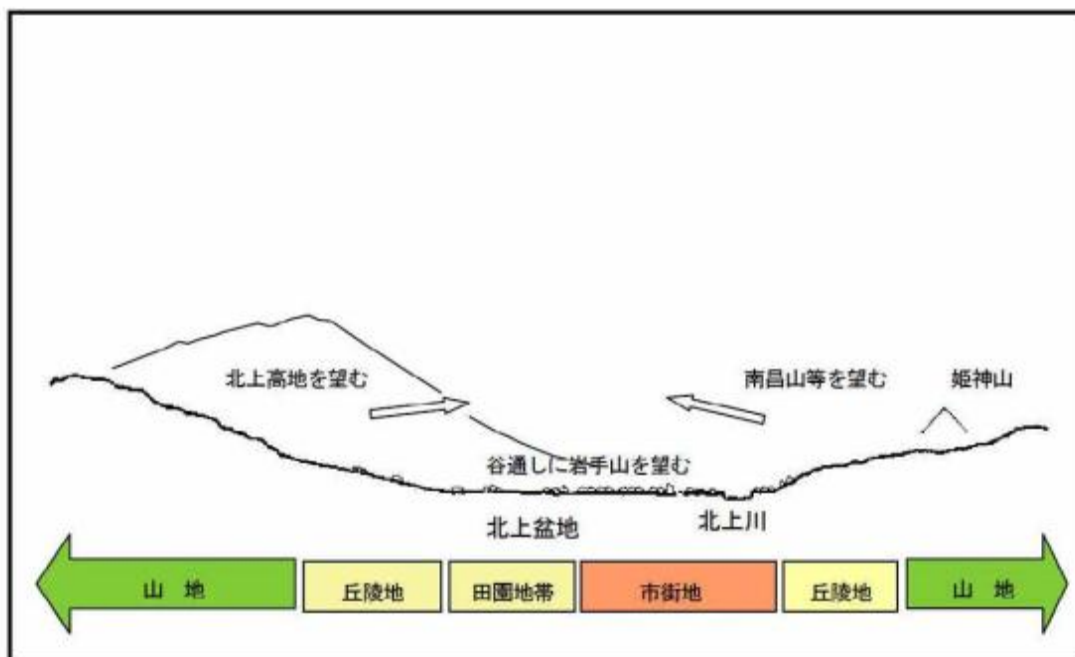 北上高地を望む
南昌山等を望む
姫神山
谷通しに岩手山を望む
北上盆地
北上川
山 地
丘陵地
田園地帯
市街地
丘陵地
山 地